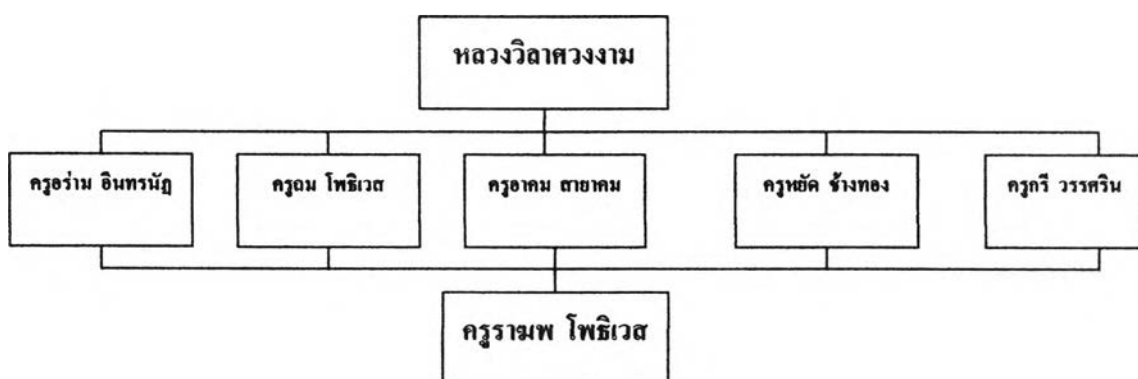 หลวงวิลาศวงงาม
ครูอร่าม อินทรนัฏ
ครูถม โพธิเวส
ครูอาคม สายาคม
ครูหยัด ช้างทอง
ครูกรี วรรศริน
ครูราฆพ โพธิเวส